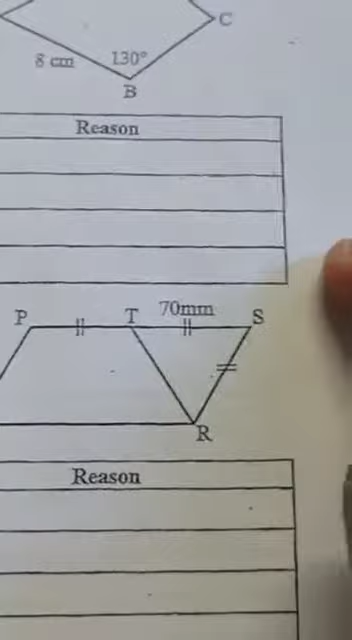 C
8 cm 130°
B
Reason
P T 70mm S
R
Reason